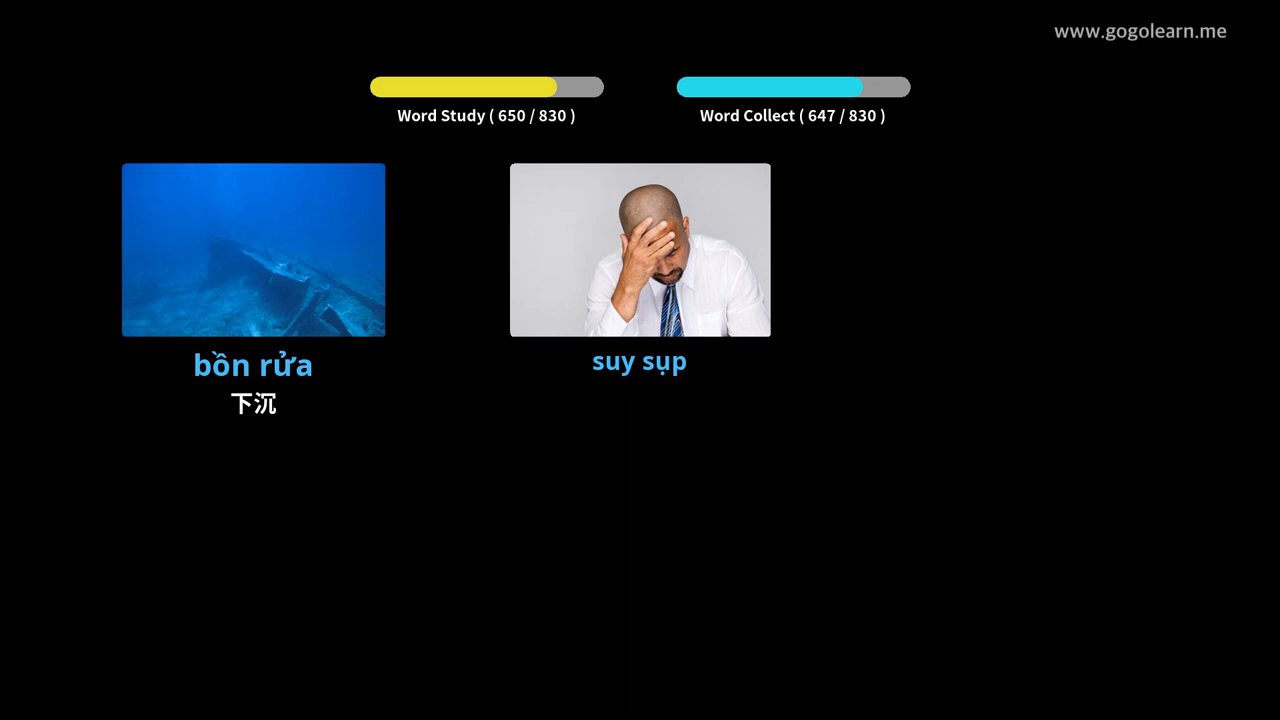 www.gogolearn.me
Word Study ( 650 / 830 )
Word Collect ( 647 / 830 )
bồn rửa
下沉
suy sụp